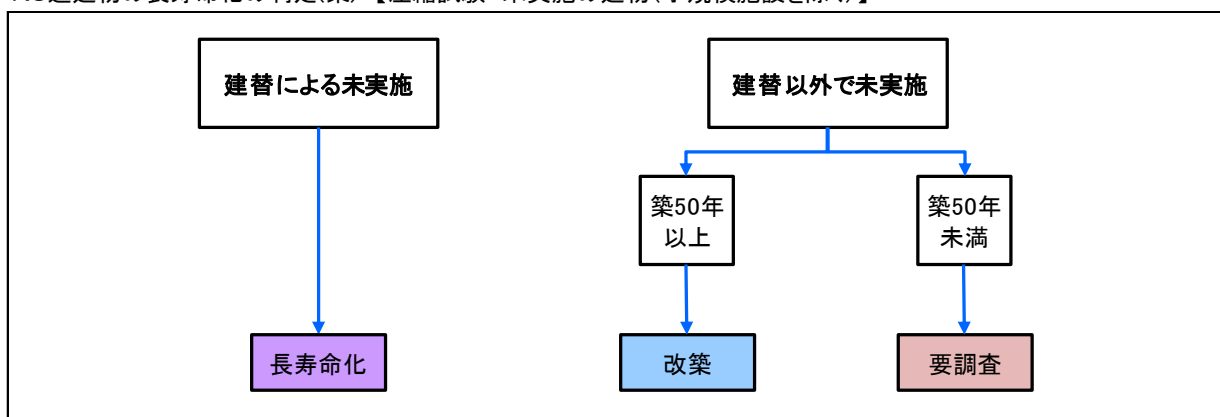 建替による未実施
建替以外で未実施
築50年
以上
築50年
未満
長寿命化
改築
要調査